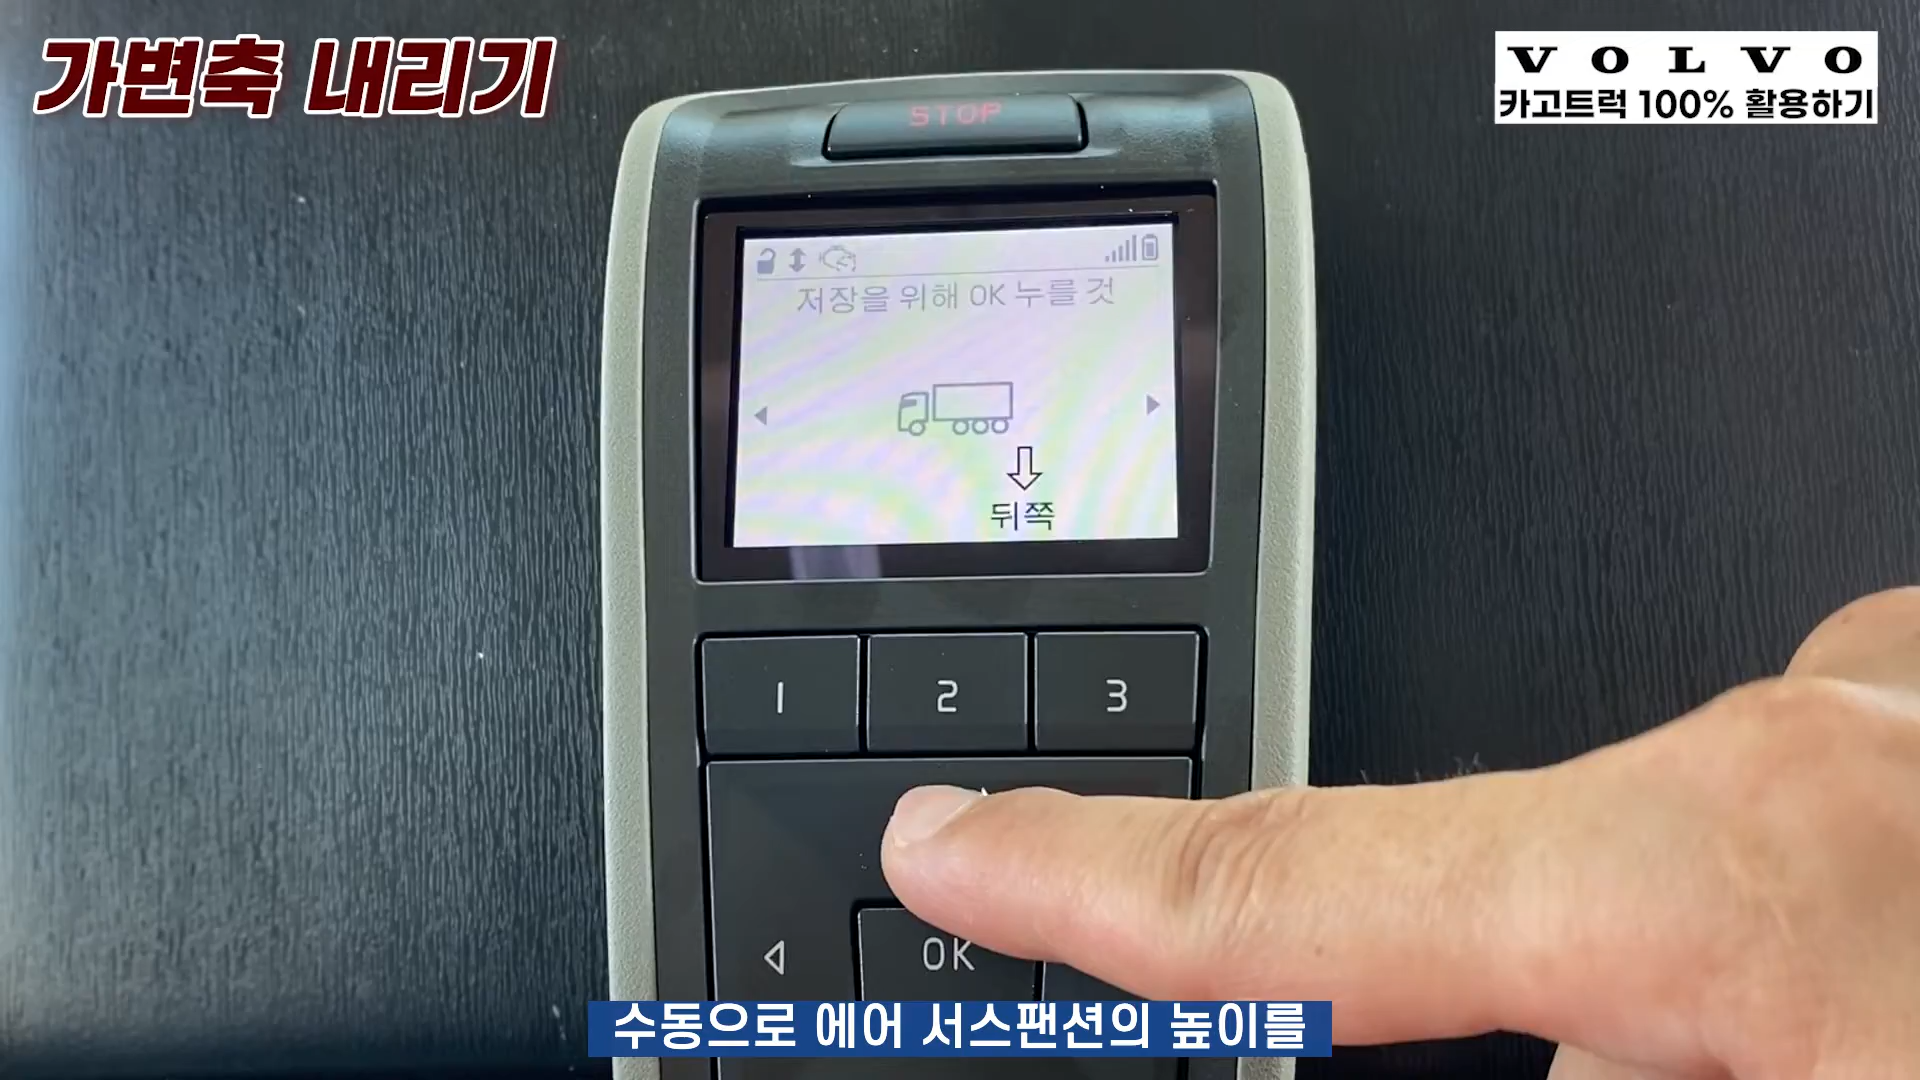 가변축 내리기
VOLVO
카고트럭 100% 활용하기
STOP
저장을 위해 OK 누를 것
뒤쪽
1
2
3
OK
수동으로 에어 서스팬션의 높이를